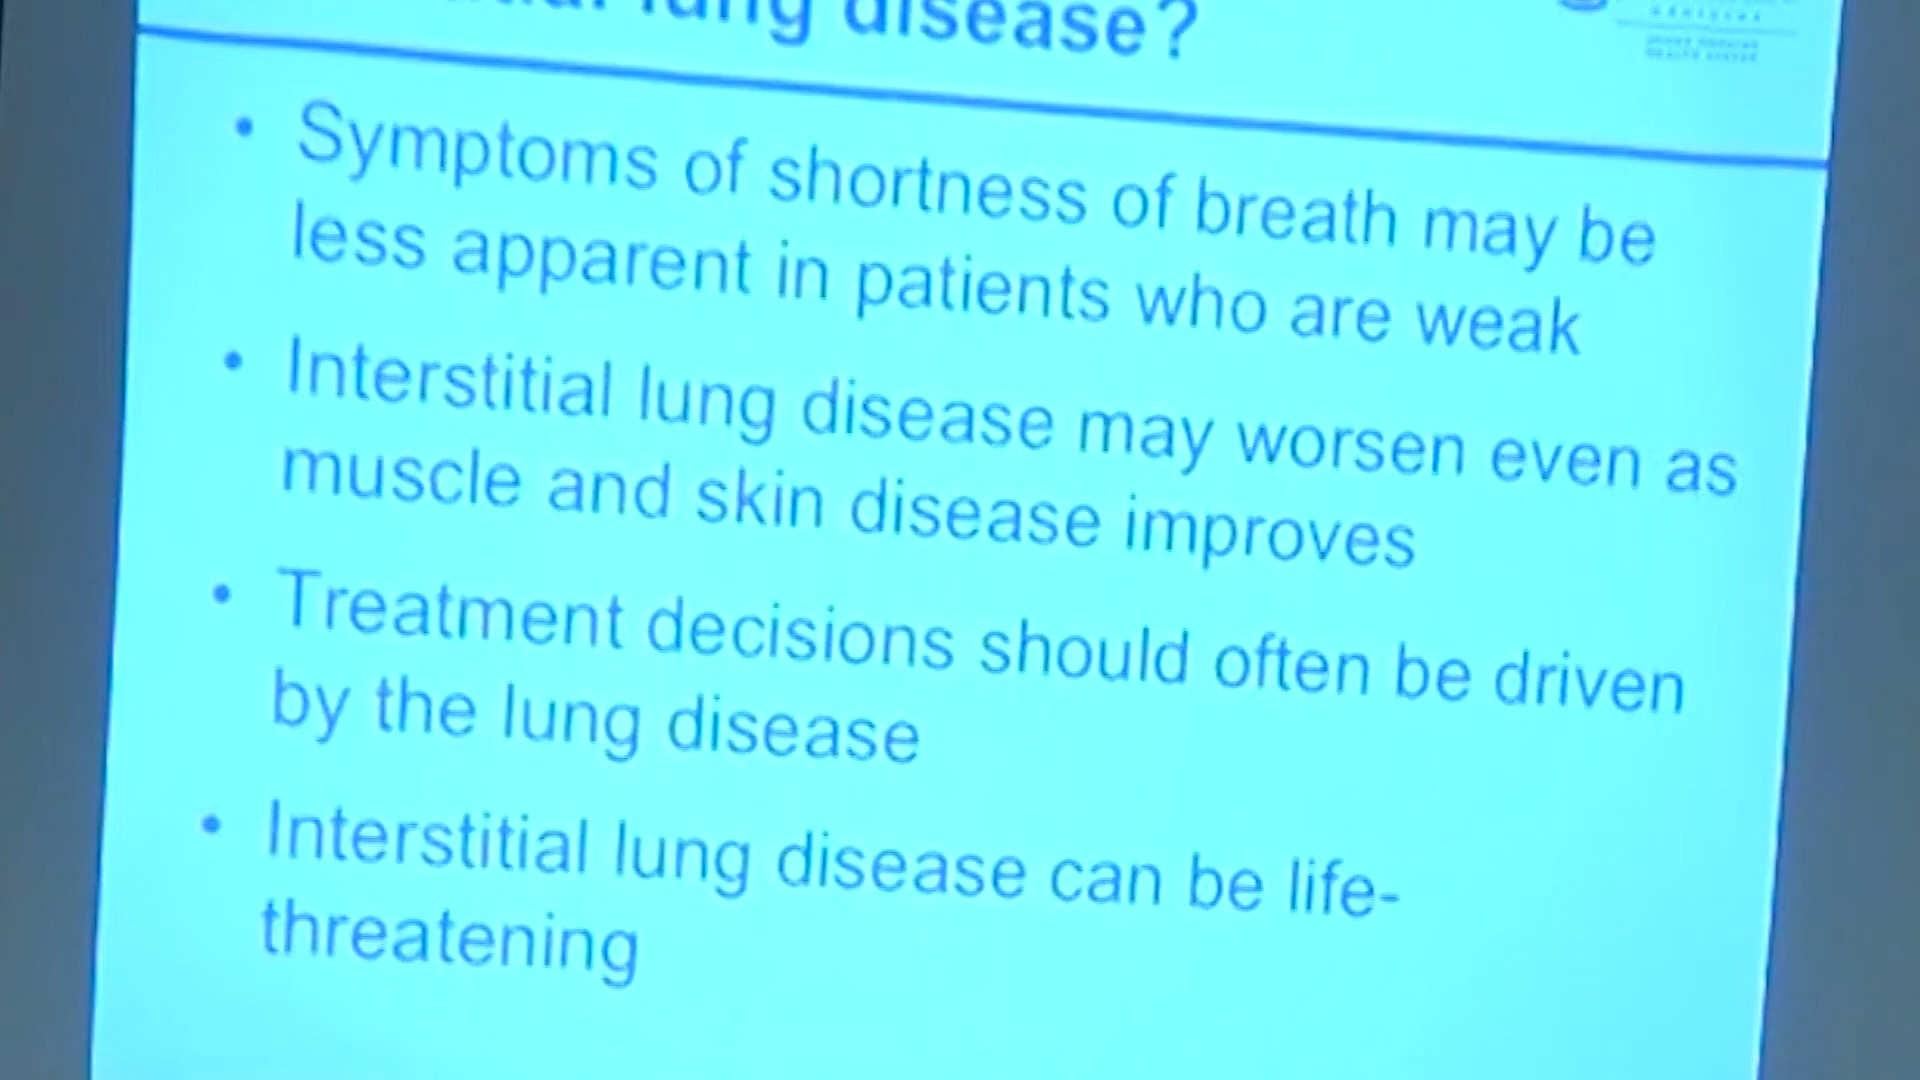 lung disease?
• Symptoms of shortness of breath may be
less apparent in patients who are weak
• Interstitial lung disease may worsen even as
muscle and skin disease improves
• Treatment decisions should often be driven
by the lung disease
• Interstitial lung disease can be life-
threatening